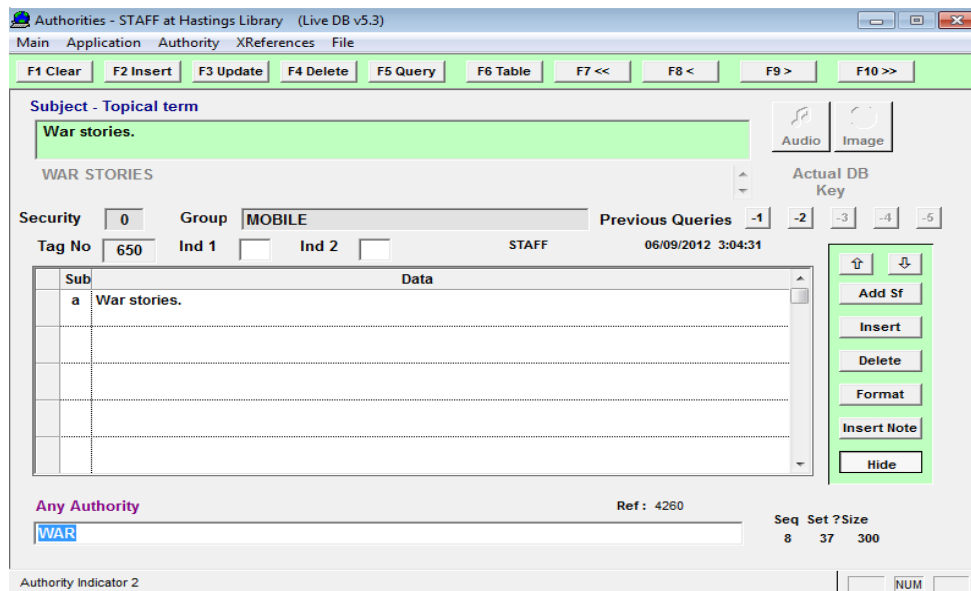 Authorities - STAFF at Hastings Library (Live DB v5.3)
Main Application Authority XReferences File
F1 Clear F2 Insert F3 Update F4 Delete F5 Query F6 Table F7 << F8 < F9 > F10 >>
Subject - Topical term
War stories.
Audio Image
WAR STORIES
Actual DB
Key
Security 0 Group MOBILE Previous Queries -1 -2 -3 -4 -5
Tag No 650 Ind 1 Ind 2 STAFF 06/09/2012 3:04:31
Sub Data
a War stories.
Add Sf
Insert
Delete
Format
Insert Note
Hide
Any Authority Ref : 4260
WAR
Seq Set ?Size
8 37 300
Authority Indicator 2 NUM